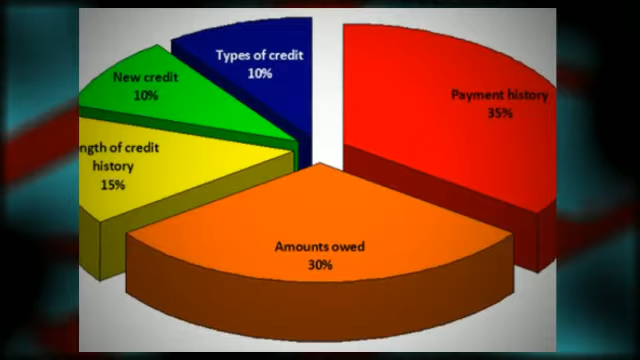 Types of credit
10%
New credit
10%
Payment history
35%
ngth of credit
history
15%
Amounts owed
30%